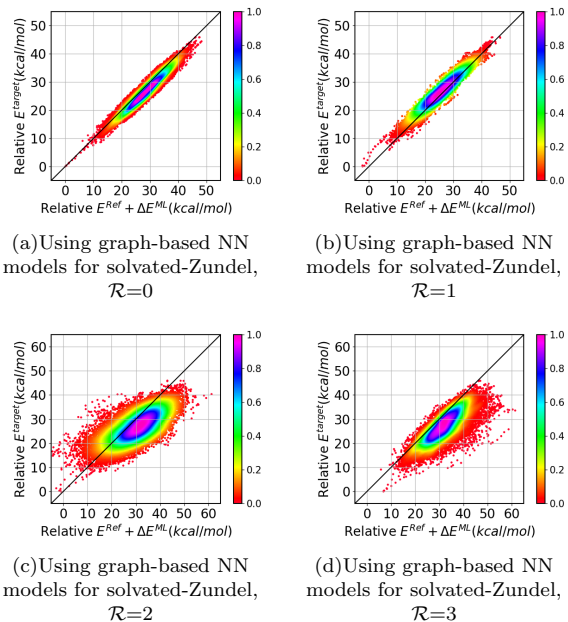 50
40
30
20
10
0
Relative E^target(kcal/mol)
0 10 20 30 40 50
Relative E^Ref + ΔE^ML(kcal/mol)
1.0
0.8
0.6
0.4
0.2
0.0
(a)Using graph-based NN
models for solvated-Zundel,
R=0
50
40
30
20
10
0
Relative E^target(kcal/mol)
0 10 20 30 40 50
Relative E^Ref + ΔE^ML(kcal/mol)
1.0
0.8
0.6
0.4
0.2
0.0
(b)Using graph-based NN
models for solvated-Zundel,
R=1
60
50
40
30
20
10
0
Relative E^target(kcal/mol)
0 10 20 30 40 50 60
Relative E^Ref + ΔE^ML(kcal/mol)
1.0
0.8
0.6
0.4
0.2
0.0
(c)Using graph-based NN
models for solvated-Zundel,
R=2
60
50
40
30
20
10
0
Relative E^target(kcal/mol)
0 10 20 30 40 50 60
Relative E^Ref + ΔE^ML(kcal/mol)
1.0
0.8
0.6
0.4
0.2
0.0
(d)Using graph-based NN
models for solvated-Zundel,
R=3